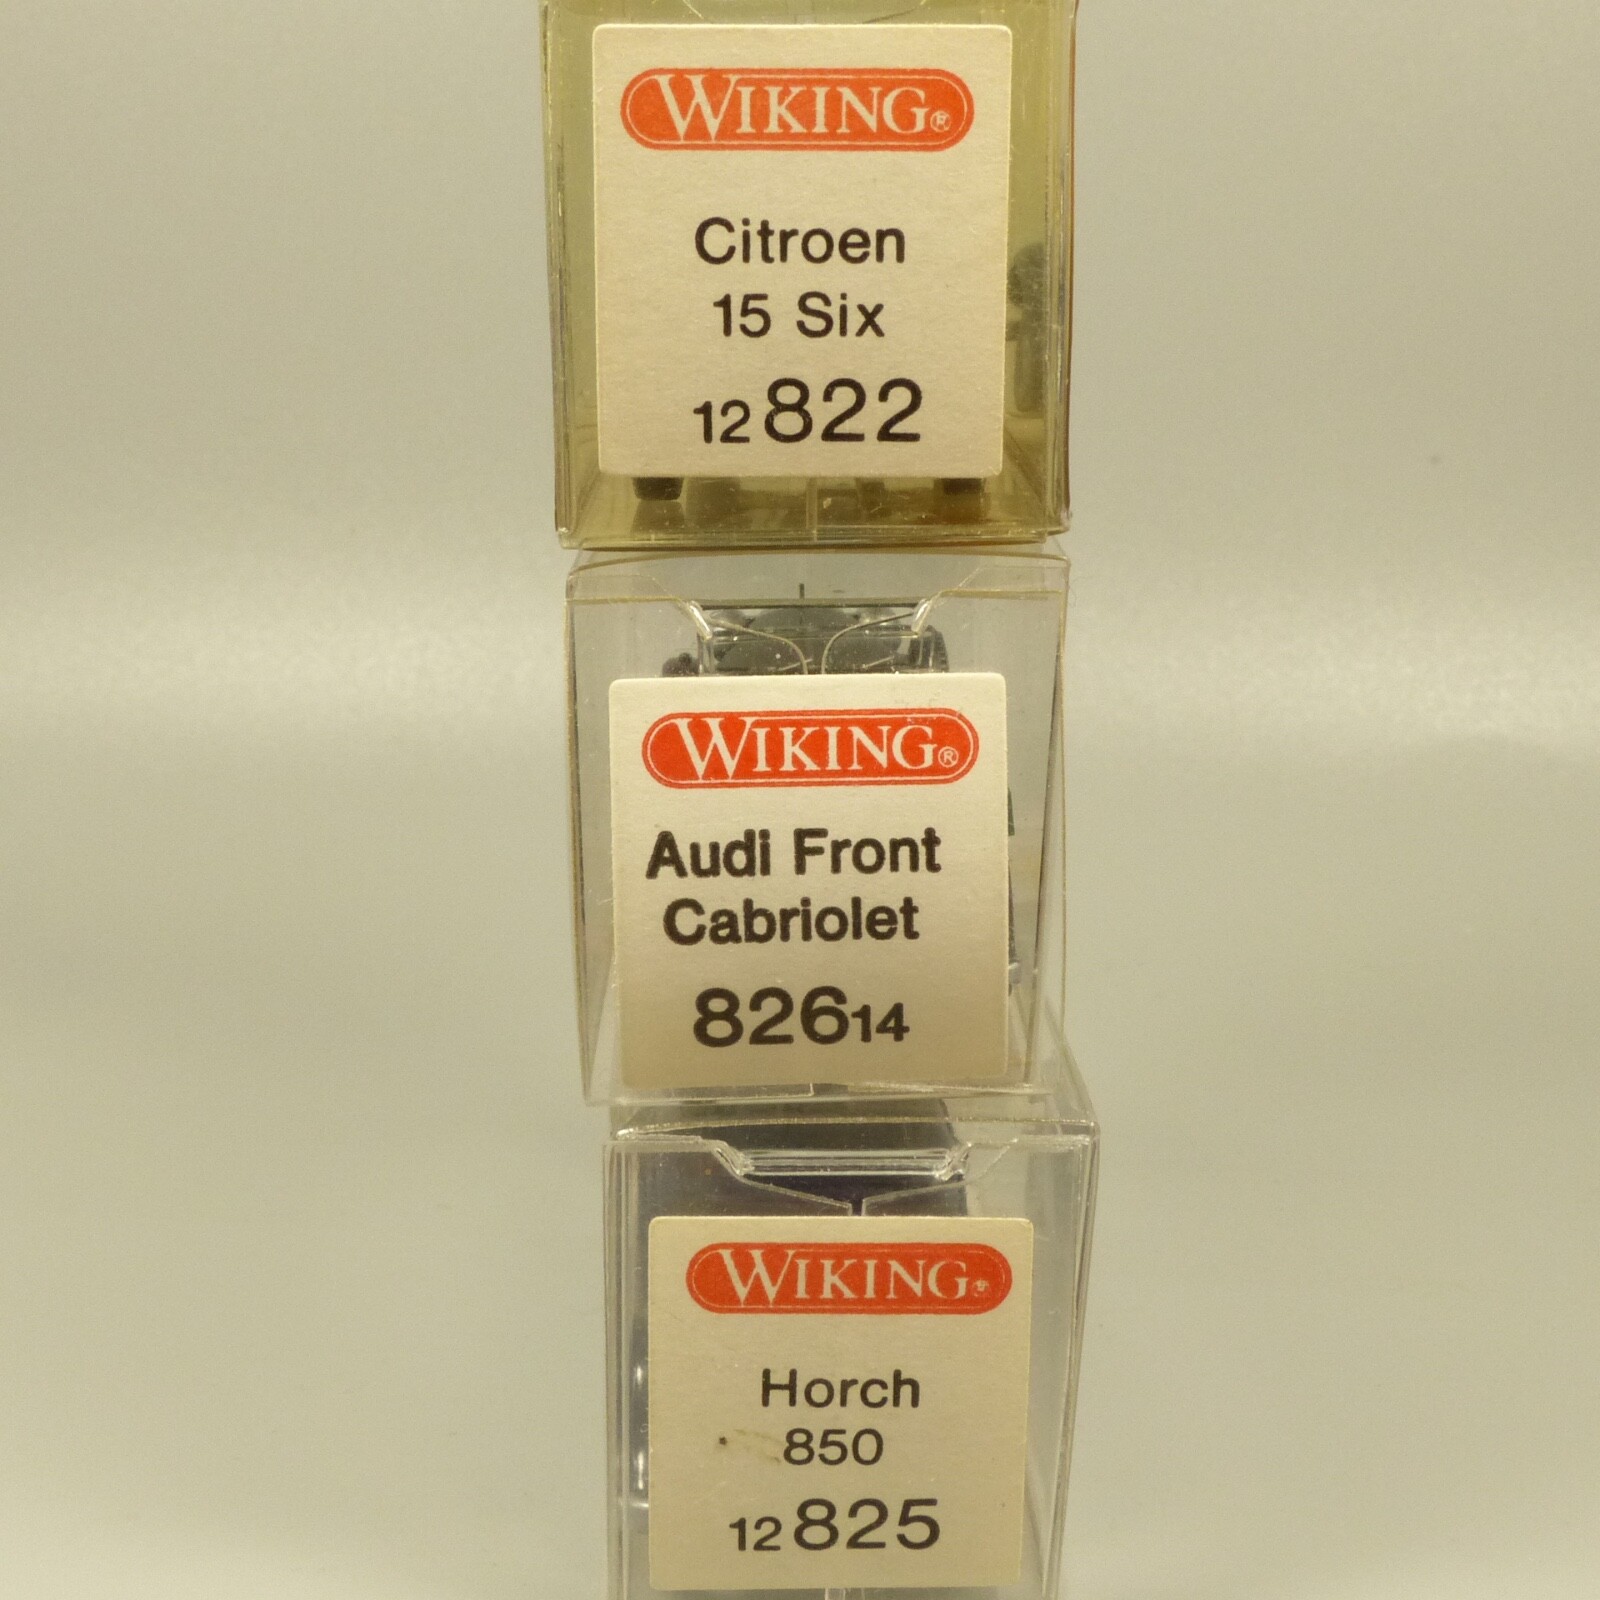 WIKING®
Citroen
15 Six
12 822
WIKING®
Audi Front
Cabriolet
826 14
WIKING®
Horch
850
12 825